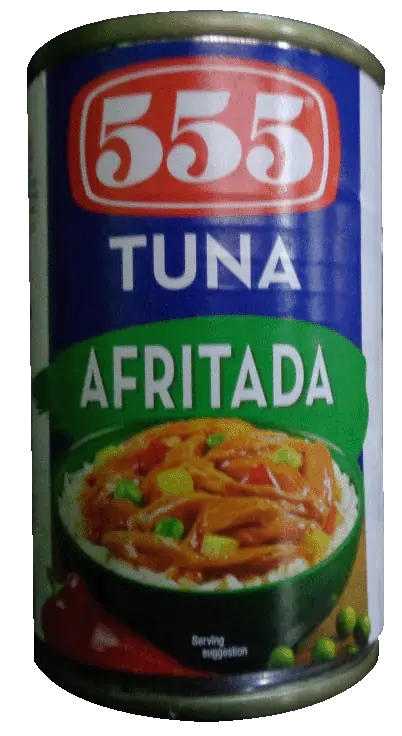 555
TUNA
AFRITADA
Serving
suggestion